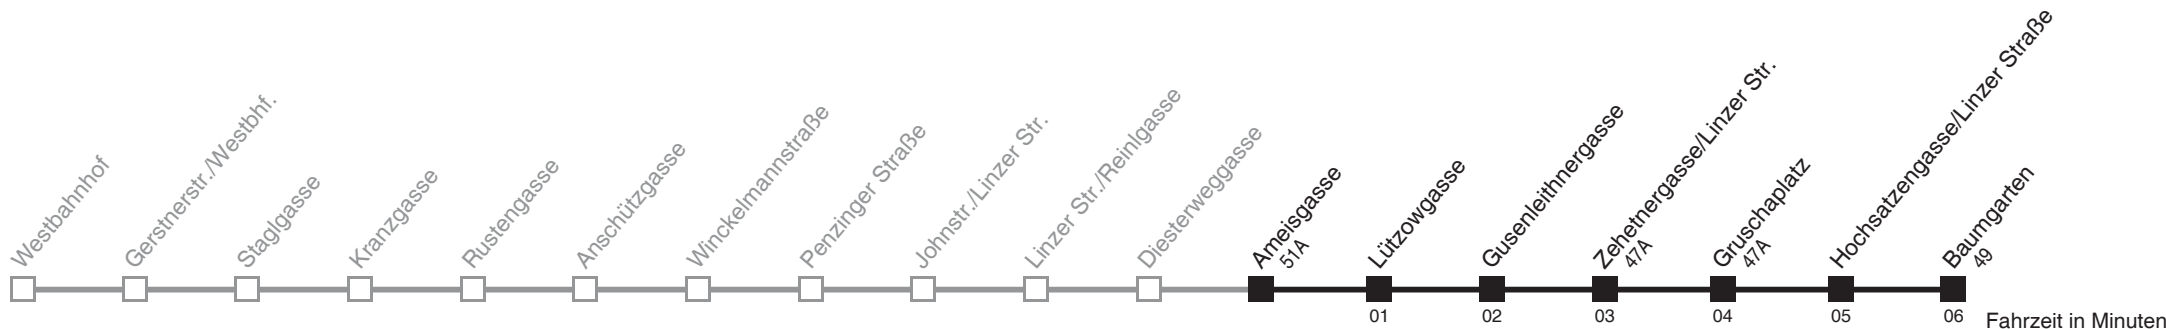 Westbahnhof
Gerstnerstr./Westbhf.
Staglgasse
Kranzgasse
Rustengasse
Anschützgasse
Winckelmannstraße
Penzinger Straße
Johnstr./Linzer Str.
Linzer Str./Reinlgasse
Diesterweggasse
Ameisgasse
51A
Lützowgasse
Gusenleithnergasse
Zehetnergasse/Linzer Str.
47A
Gruschaplatz
47A
Hochsatzengasse/Linzer Straße
Baumgarten
49
01 02 03 04 05 06 Fahrzeit in Minuten